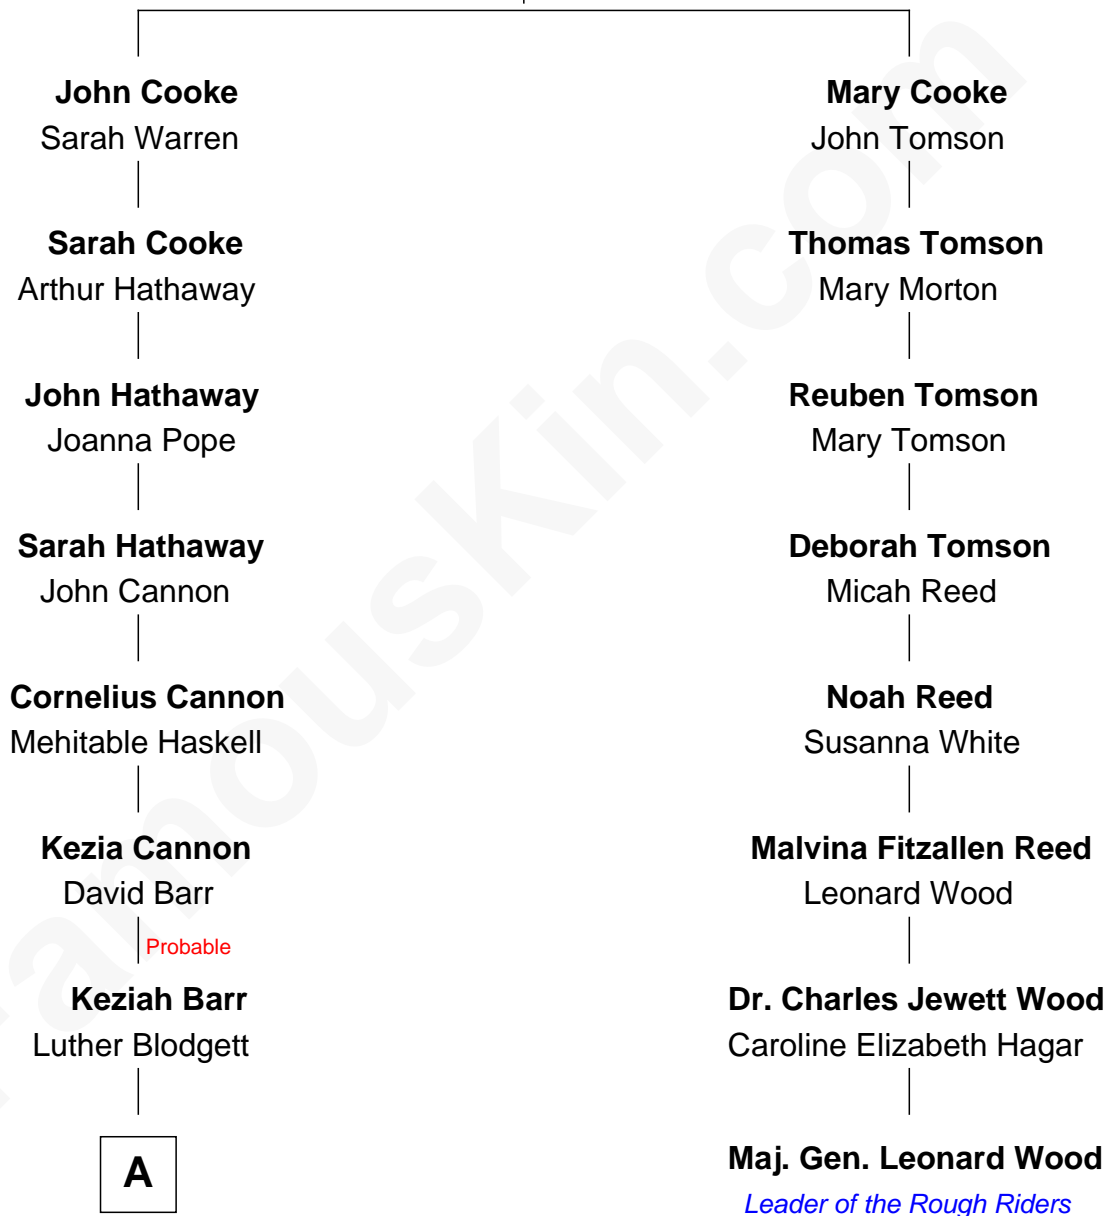 John Cooke
Sarah Warren
Sarah Cooke
Arthur Hathaway
John Hathaway
Joanna Pope
Sarah Hathaway
John Cannon
Cornelius Cannon
Mehitable Haskell
Kezia Cannon
David Barr
Probable
Keziah Barr
Luther Blodgett
A
Mary Cooke
John Tomson
Thomas Tomson
Mary Morton
Reuben Tomson
Mary Tomson
Deborah Tomson
Micah Reed
Noah Reed
Susanna White
Malvina Fitzallen Reed
Leonard Wood
Dr. Charles Jewett Wood
Caroline Elizabeth Hagar
Maj. Gen. Leonard Wood
Leader of the Rough Riders
FamousKin.com